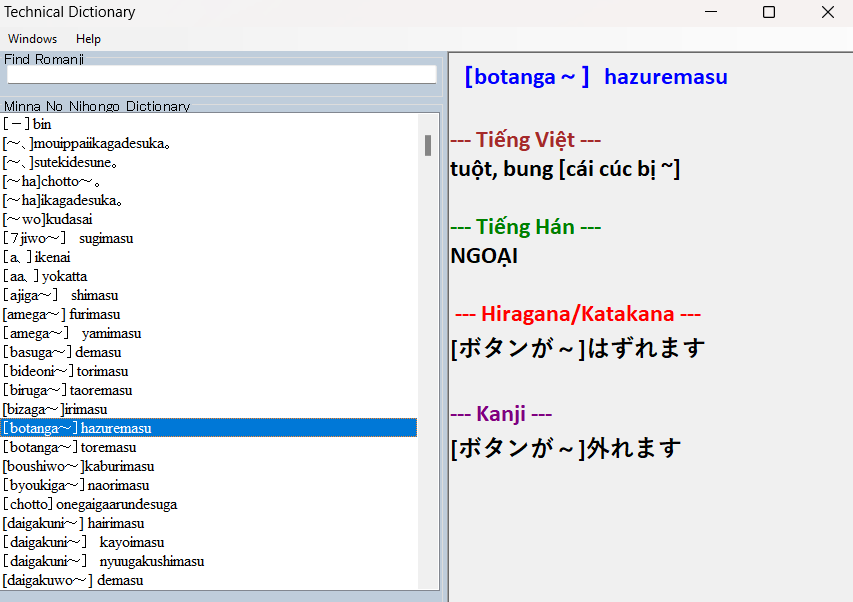 Technical Dictionary
Windows Help
Find Romanji
Minna No Nihongo Dictionary
[－] bin
[～、]mouippaiikagadesuka。
[～、]sutekidesune。
[～ha]chotto～。
[～ha]ikagadesuka。
[～wo]kudasai
[７jiwo～] sugimasu
[a、] ikenai
[aa、] yokatta
[ajiga～] shimasu
[amega～] furimasu
[amega～] yamimasu
[basuga～] demasu
[bideoni～] torimasu
[biruga～] taoremasu
[bizaga～]irimasu
[botanga～] hazuremasu
[botanga～] toremasu
[boushiwo～]kaburimasu
[byoukiga～] naorimasu
[chotto] onegaigaarundesuga
[daigakuni～] hairimasu
[daigakuni～] kayoimasu
[daigakuni～] nyuugakushimasu
[daigakuwo～] demasu
[botanga～] hazuremasu
--- Tiếng Việt ---
tuột, bung [cái cúc bị ~]
--- Tiếng Hán ---
NGOẠI
--- Hiragana/Katakana ---
[ボタンが～]はずれます
--- Kanji ---
[ボタンが～]外れます